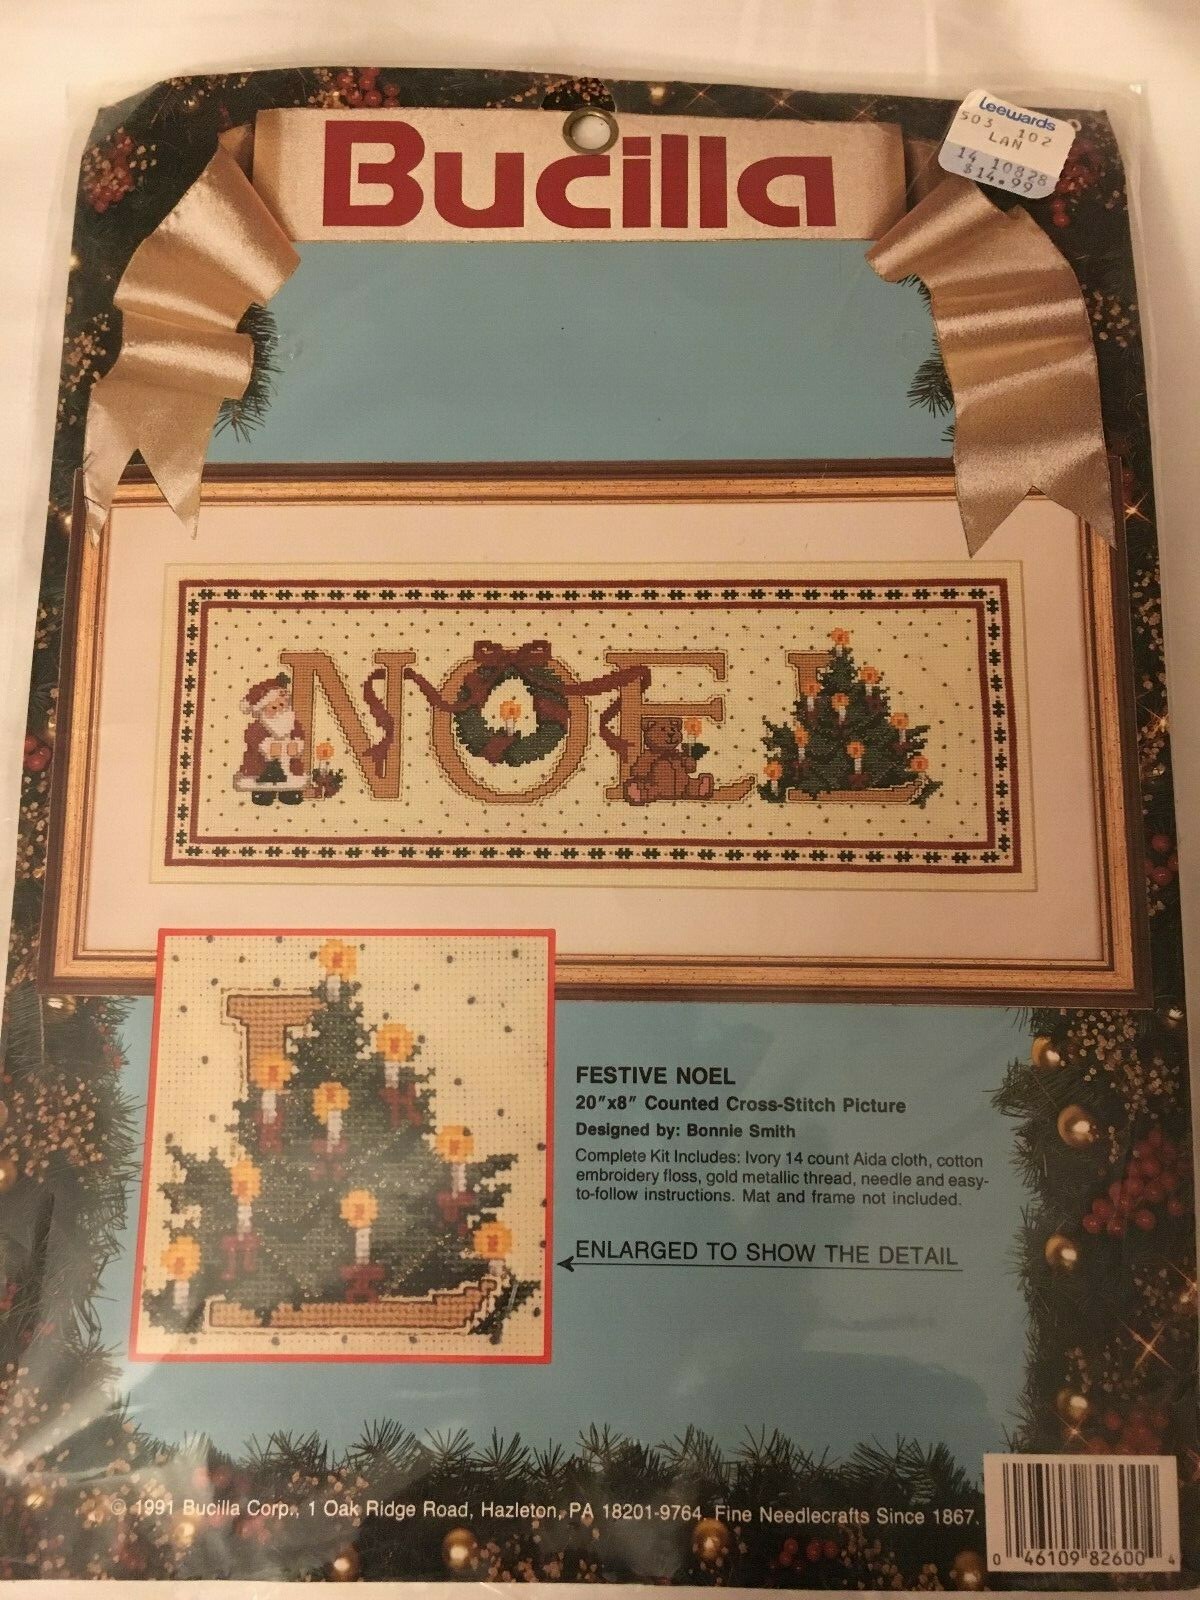 Bucilla
leewards
503 102
LAN
14 10828
$14.99
NOEL
FESTIVE NOEL
20"x8" Counted Cross-Stitch Picture
Designed by: Bonnie Smith
Complete Kit Includes: Ivory 14 count Aida cloth, cotton
embroidery floss, gold metallic thread, needle and easy-
to-follow instructions. Mat and frame not included.
ENLARGED TO SHOW THE DETAIL
L
© 1991 Bucilla Corp., 1 Oak Ridge Road, Hazleton, PA 18201-9764. Fine Needlecrafts Since 1867.
0 46109 82600 4